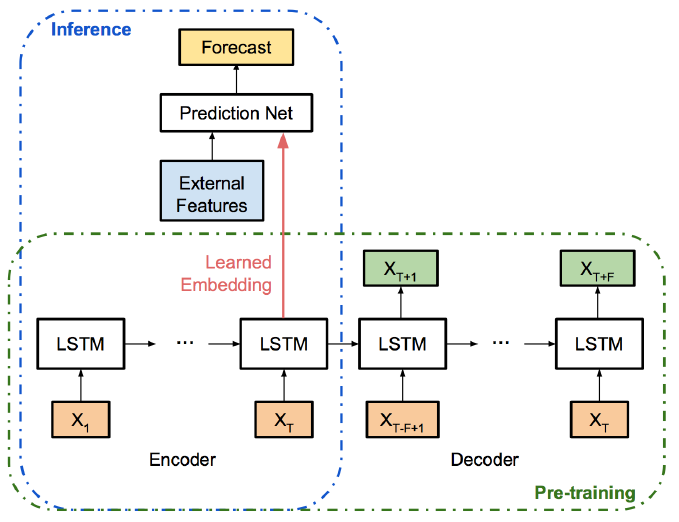 Inference
Forecast
Prediction Net
External
Features
Learned
Embedding
X_{T+1}
X_{T+F}
LSTM
...
LSTM
LSTM
...
LSTM
X_1
X_T
X_{T-F+1}
X_T
Encoder
Decoder
Pre-training